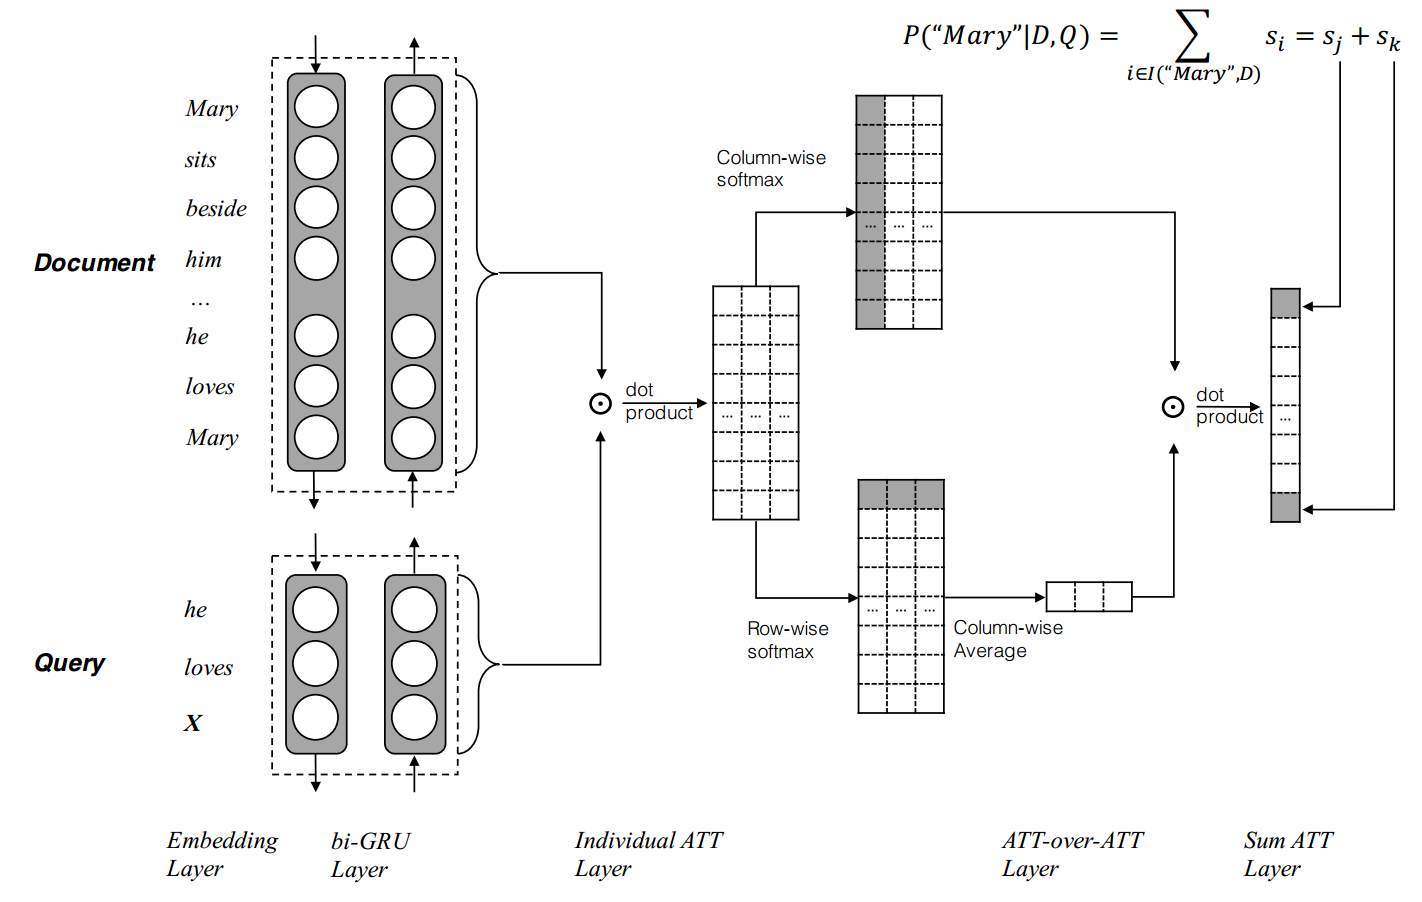 P(“Mary”|D,Q) = ∑ s_i = s_j + s_k
i∈I(“Mary”,D)
Document
Mary
sits
beside
him
...
he
loves
Mary
Query
he
loves
X
dot
product
... ... ...
Column-wise
softmax
... ... ...
Row-wise
softmax
... ... ...
Column-wise
Average
dot
product
...
Embedding
Layer
bi-GRU
Layer
Individual ATT
Layer
ATT-over-ATT
Layer
Sum ATT
Layer